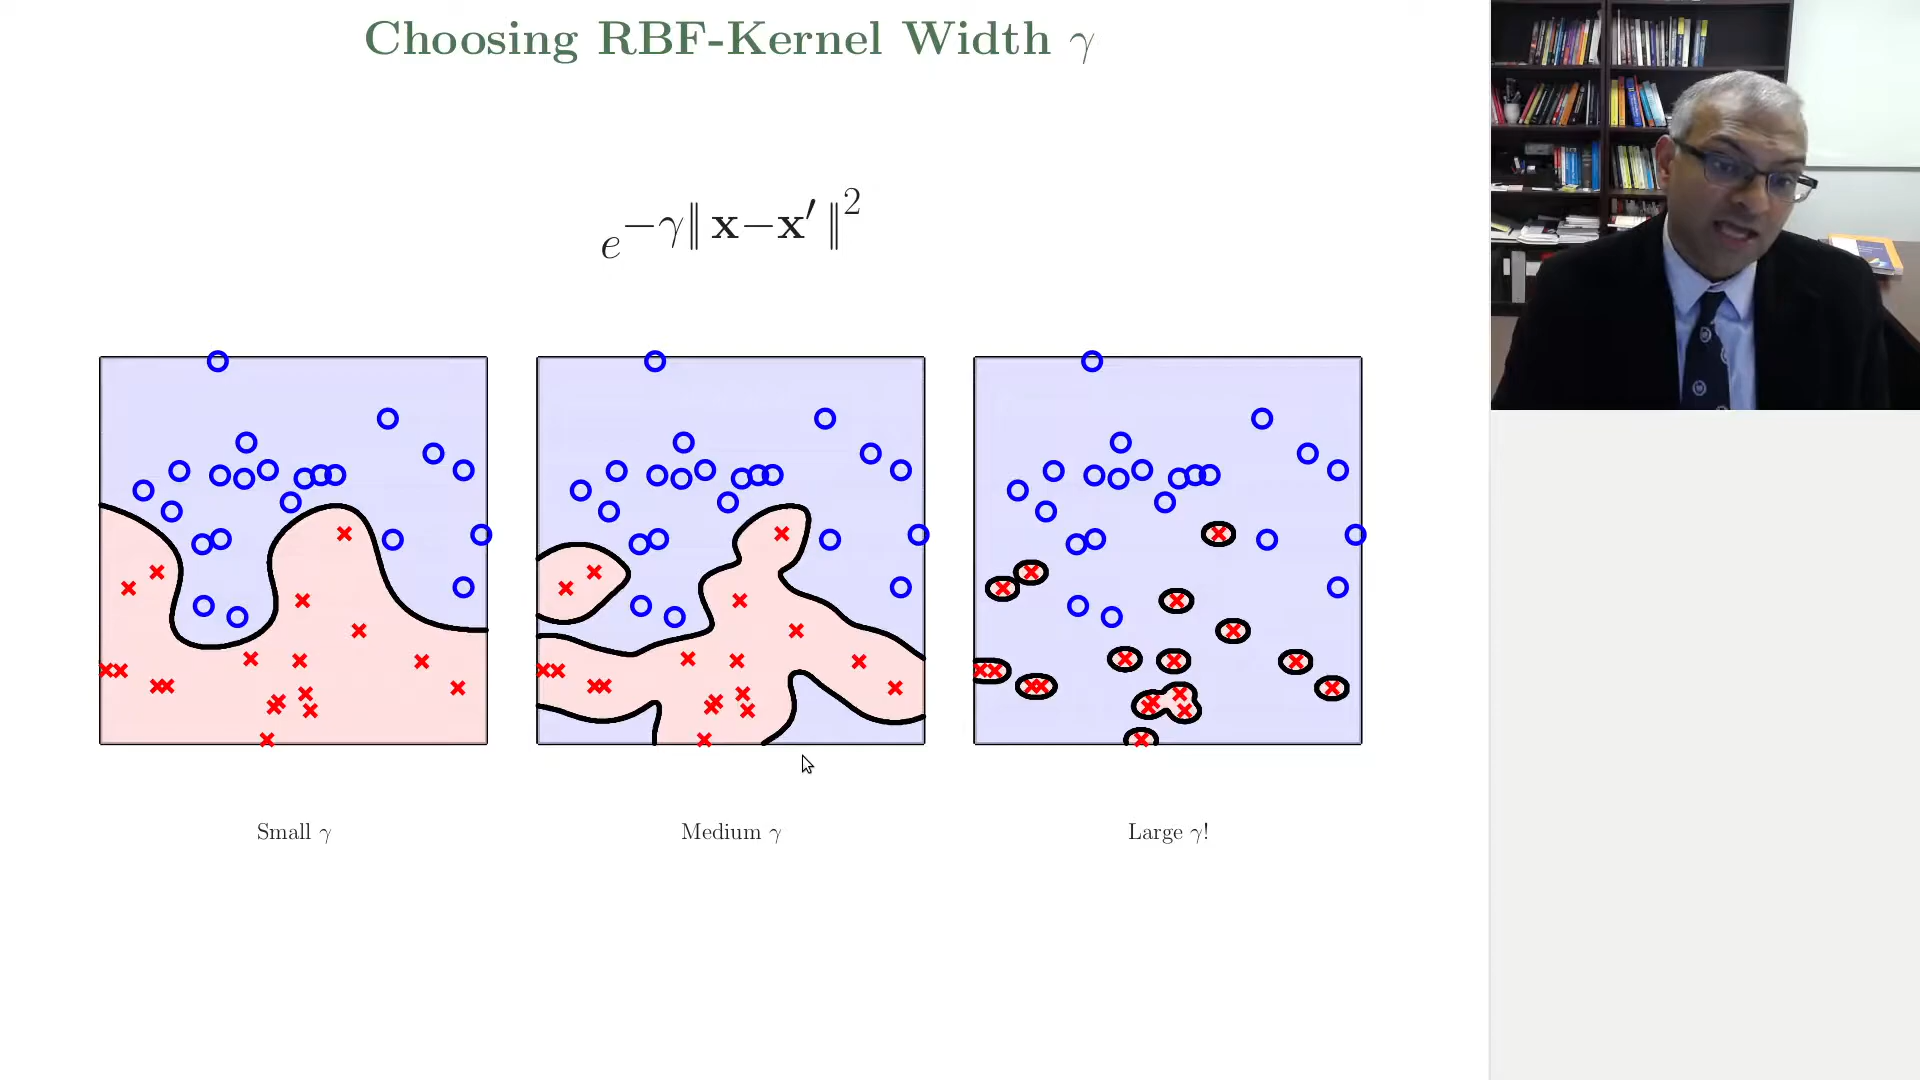 Choosing RBF-Kernel Width γ
e^{−γ‖x−x′‖²}
Small γ
Medium γ
Large γ!